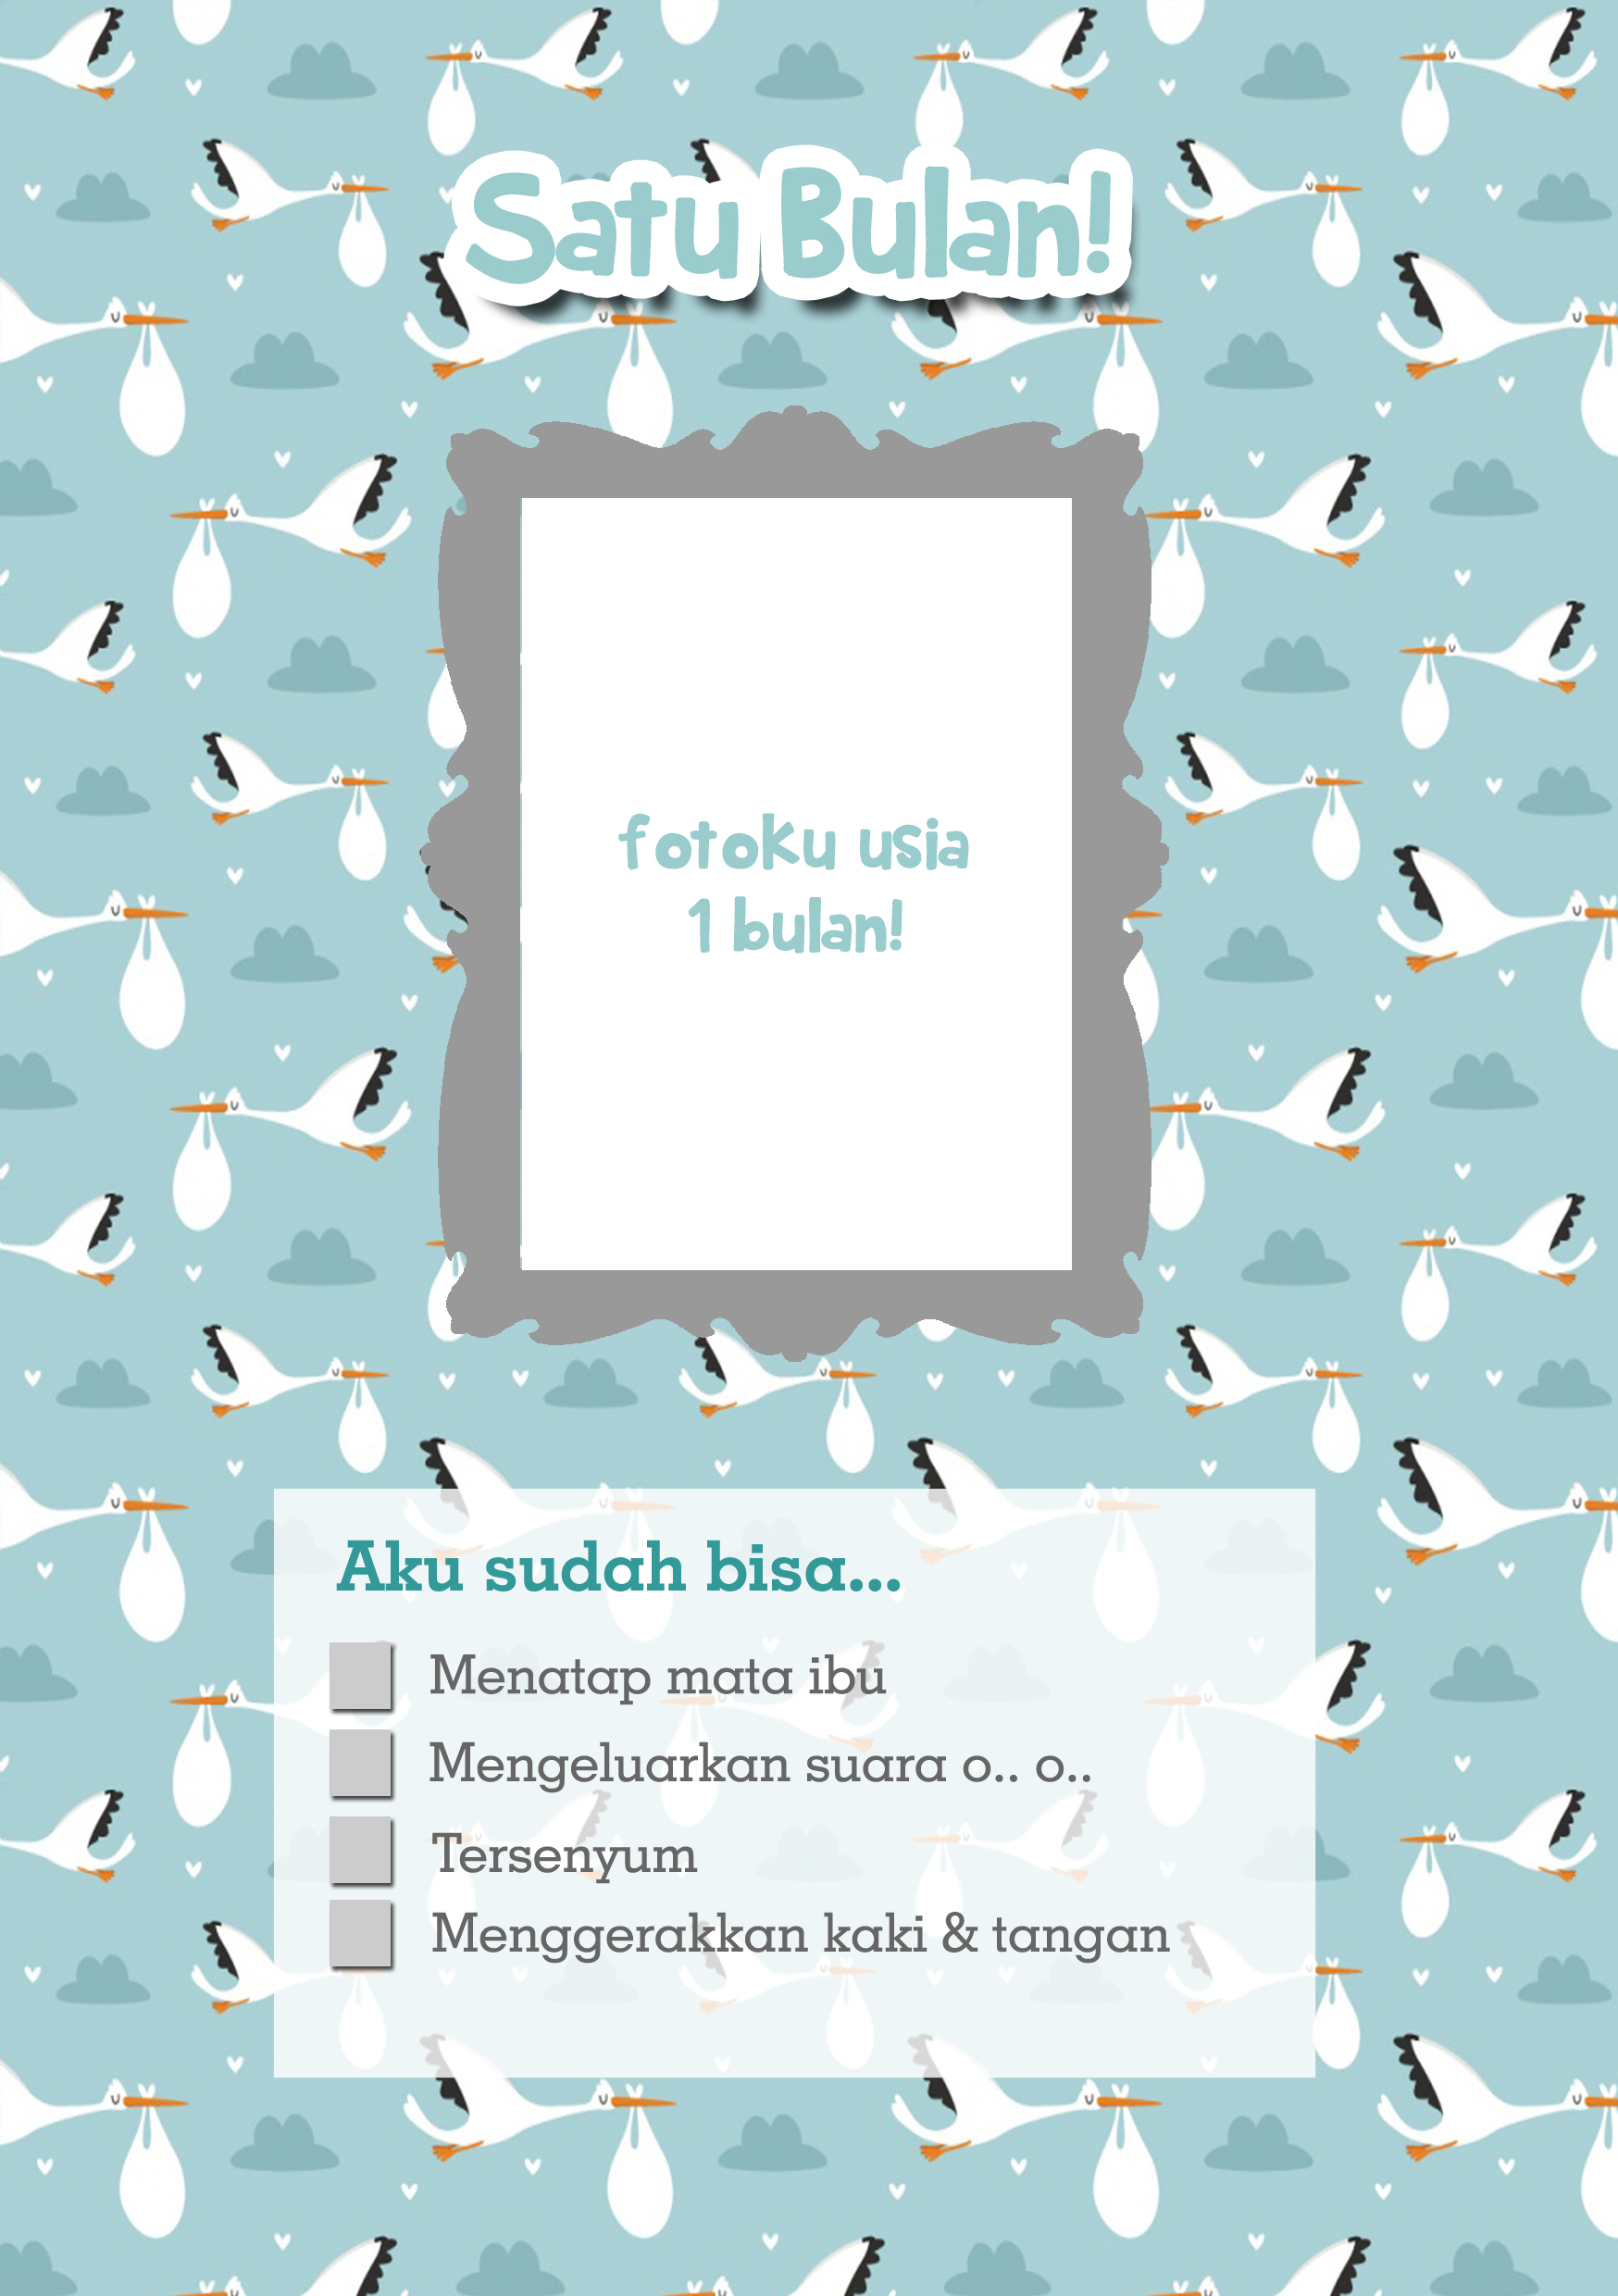 Satu Bulan!
fotoku usia
1 bulan!
Aku sudah bisa...
Menatap mata ibu
Mengeluarkan suara o.. o..
Tersenyum
Menggerakkan kaki & tangan